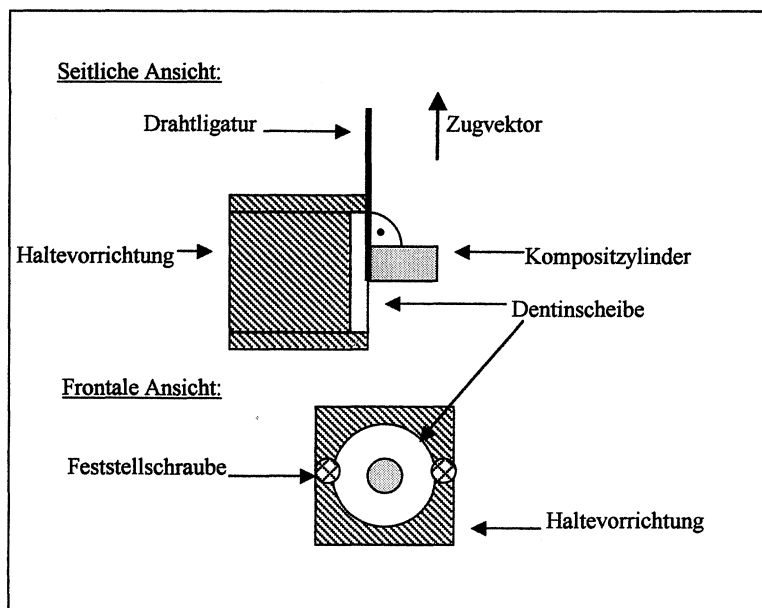 Seitliche Ansicht:
Drahtligatur
Zugvektor
Haltevorrichtung
Kompositzylinder
Dentinscheibe
Frontale Ansicht:
Feststellschraube
Haltevorrichtung